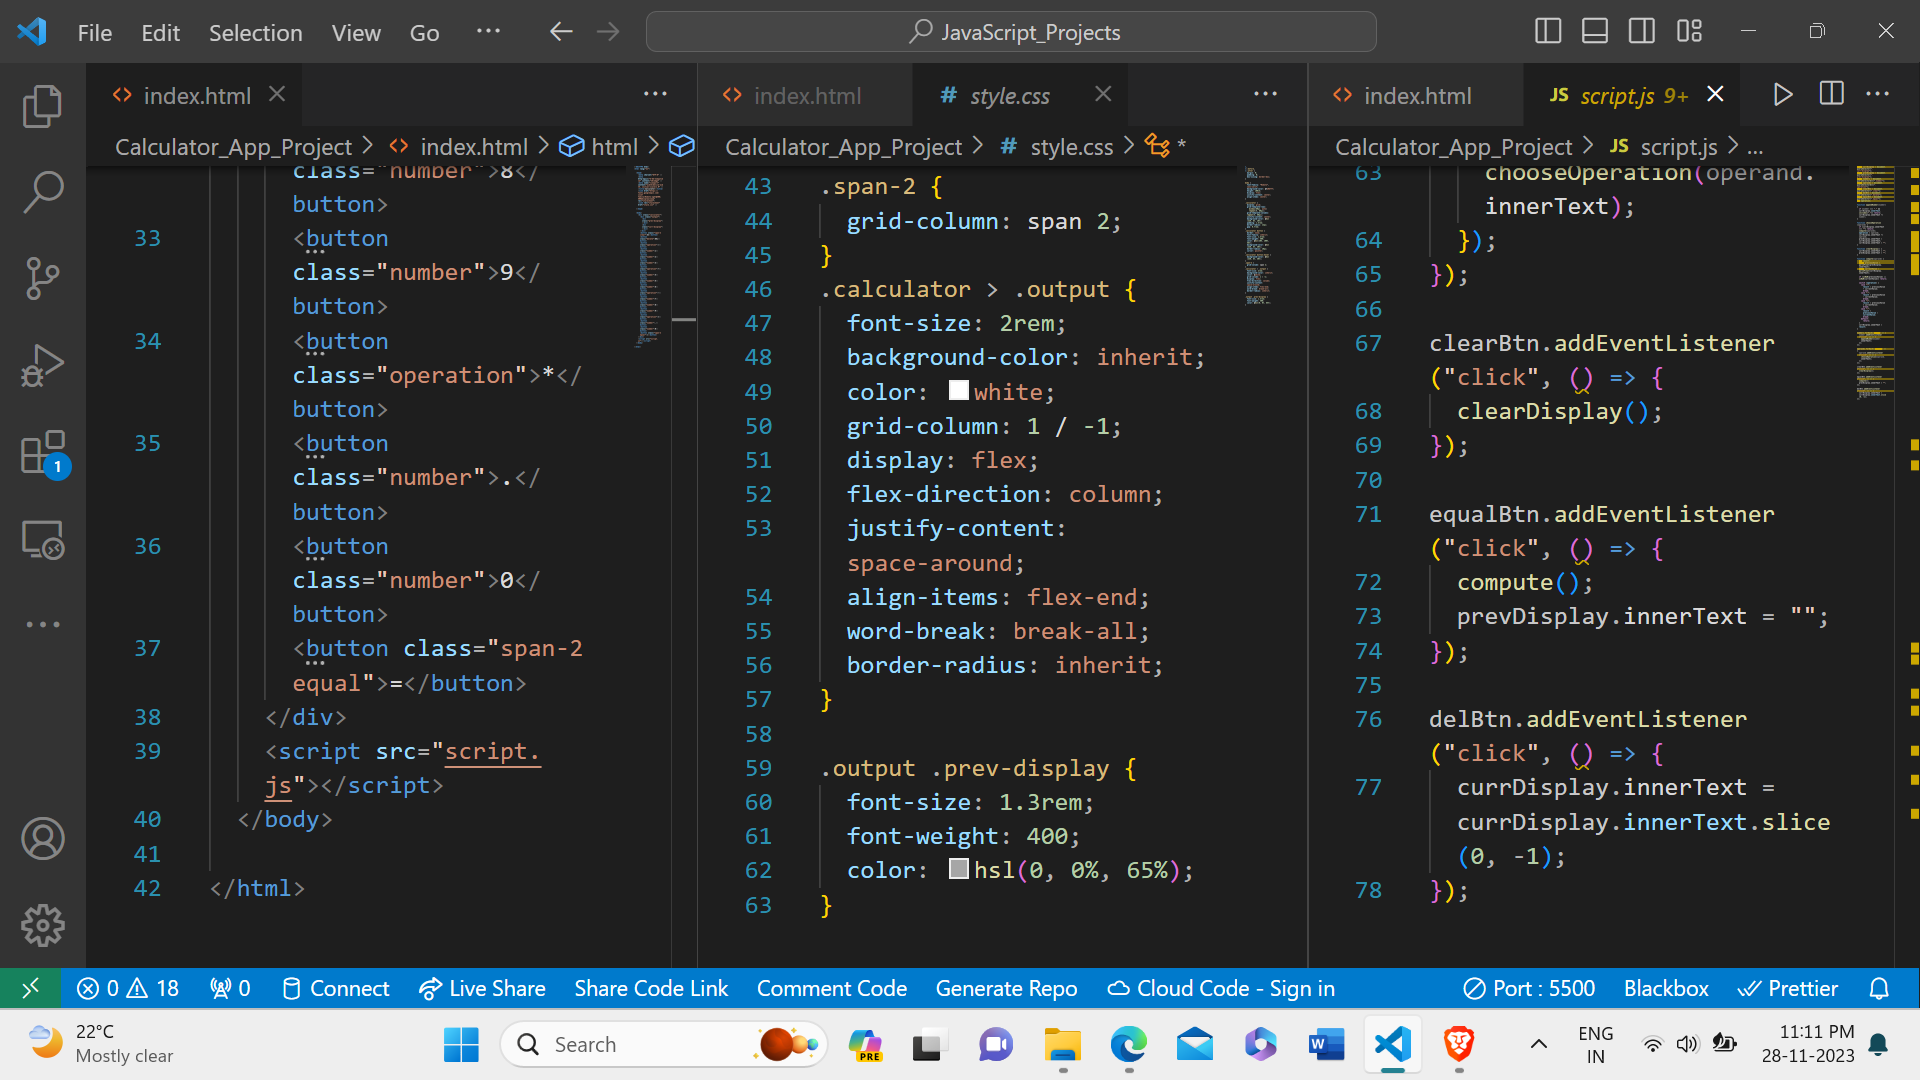 File Edit Selection View Go ... JavaScript_Projects
index.html
Calculator_App_Project > index.html > html >
class="number">8</
button>
33 <button
class="number">9</
button>
34 <button
class="operation">*</
button>
35 <button
class="number">.</
button>
36 <button
class="number">0</
button>
37 <button class="span-2
equal">=</button>
38 </div>
39 <script src="script.
js"></script>
40 </body>
41
42 </html>
index.html # style.css
Calculator_App_Project > # style.css > *
43 .span-2 {
44 grid-column: span 2;
45 }
46 .calculator > .output {
47 font-size: 2rem;
48 background-color: inherit;
49 color: white;
50 grid-column: 1 / -1;
51 display: flex;
52 flex-direction: column;
53 justify-content:
space-around;
54 align-items: flex-end;
55 word-break: break-all;
56 border-radius: inherit;
57 }
58
59 .output .prev-display {
60 font-size: 1.3rem;
61 font-weight: 400;
62 color: hsl(0, 0%, 65%);
63 }
index.html JS script.js 9+
Calculator_App_Project > JS script.js > ...
63 chooseOperation(operand.
innerText);
64 });
65 });
66
67 clearBtn.addEventListener
("click", () => {
68 clearDisplay();
69 });
70
71 equalBtn.addEventListener
("click", () => {
72 compute();
73 prevDisplay.innerText = "";
74 });
75
76 delBtn.addEventListener
("click", () => {
77 currDisplay.innerText =
currDisplay.innerText.slice
(0, -1);
78 });
1
0 18 0 Connect Live Share Share Code Link Comment Code Generate Repo Cloud Code - Sign in Port : 5500 Blackbox Prettier
22°C
Mostly clear
Search
PRE
W
ENG
IN
11:11 PM
28-11-2023